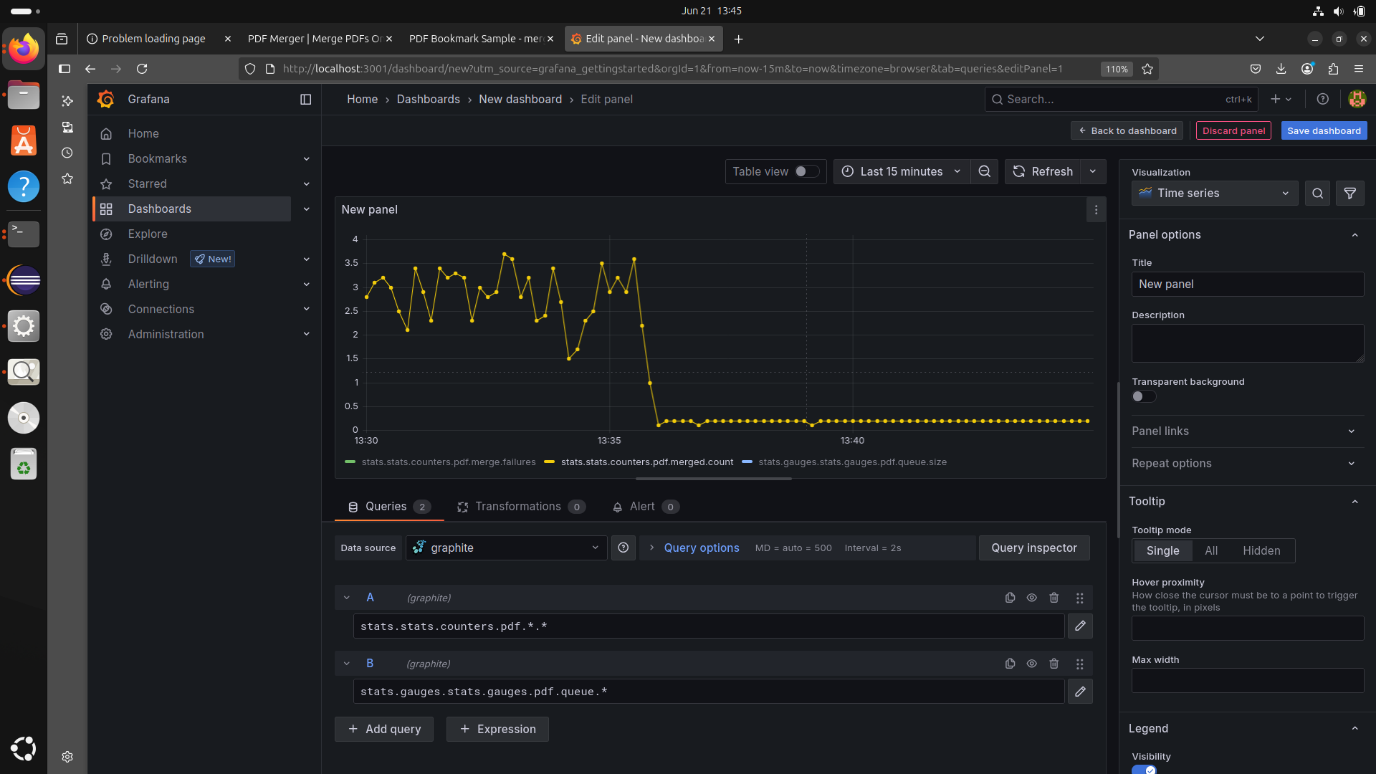 Jun 21 13:45
Problem loading page
PDF Merger | Merge PDFs On
PDF Bookmark Sample - mer
Edit panel - New dashboa
http://localhost:3001/dashboard/new?utm_source=grafana_gettingstarted&orgId=1&from=now-15m&to=now&timezone=browser&tab=queries&editPanel=1
110%
Grafana
Home › Dashboards › New dashboard › Edit panel
Search...
ctrl+k
Back to dashboard
Discard panel
Save dashboard
Home
Bookmarks
Starred
Dashboards
Explore
Drilldown
New!
Alerting
Connections
Administration
Table view
Last 15 minutes
Refresh
New panel
4
3.5
3
2.5
2
1.5
1
0.5
0
13:30
13:35
13:40
stats.stats.counters.pdf.merge.failures
stats.stats.counters.pdf.merged.count
stats.gauges.stats.gauges.pdf.queue.size
Queries 2
Transformations 0
Alert 0
Data source
graphite
Query options
MD = auto = 500
Interval = 2s
Query inspector
A
(graphite)
stats.stats.counters.pdf.*.*
B
(graphite)
stats.gauges.stats.gauges.pdf.queue.*
+ Add query
+ Expression
Visualization
Time series
Panel options
Title
New panel
Description
Transparent background
Panel links
Repeat options
Tooltip
Tooltip mode
Single
All
Hidden
Hover proximity
How close the cursor must be to a point to trigger
the tooltip, in pixels
Max width
Legend
Visibility